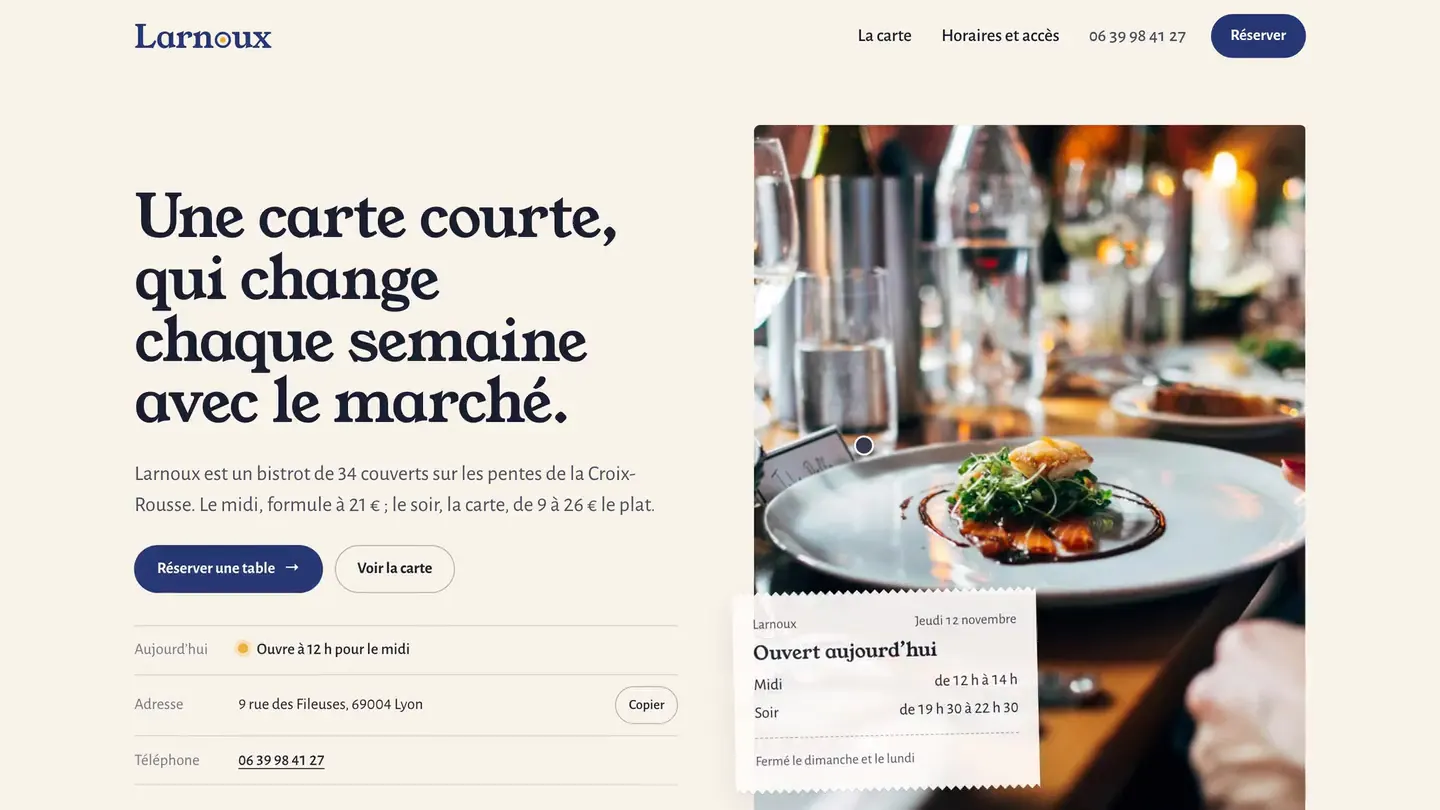 Larnoux
La carte
Horaires et accès
06 39 98 41 27
Réserver
Une carte courte,
qui change
chaque semaine
avec le marché.
Larnoux est un bistrot de 34 couverts sur les pentes de la Croix-
Rousse. Le midi, formule à 21 € ; le soir, la carte, de 9 à 26 € le plat.
Réserver une table →
Voir la carte
Aujourd'hui
Ouvre à 12 h pour le midi
Adresse
9 rue des Fileuses, 69004 Lyon
Copier
Téléphone
06 39 98 41 27
Larnoux
Jeudi 12 novembre
Ouvert aujourd’hui
Midi
de 12 h à 14 h
Soir
de 19 h 30 à 22 h 30
Fermé le dimanche et le lundi